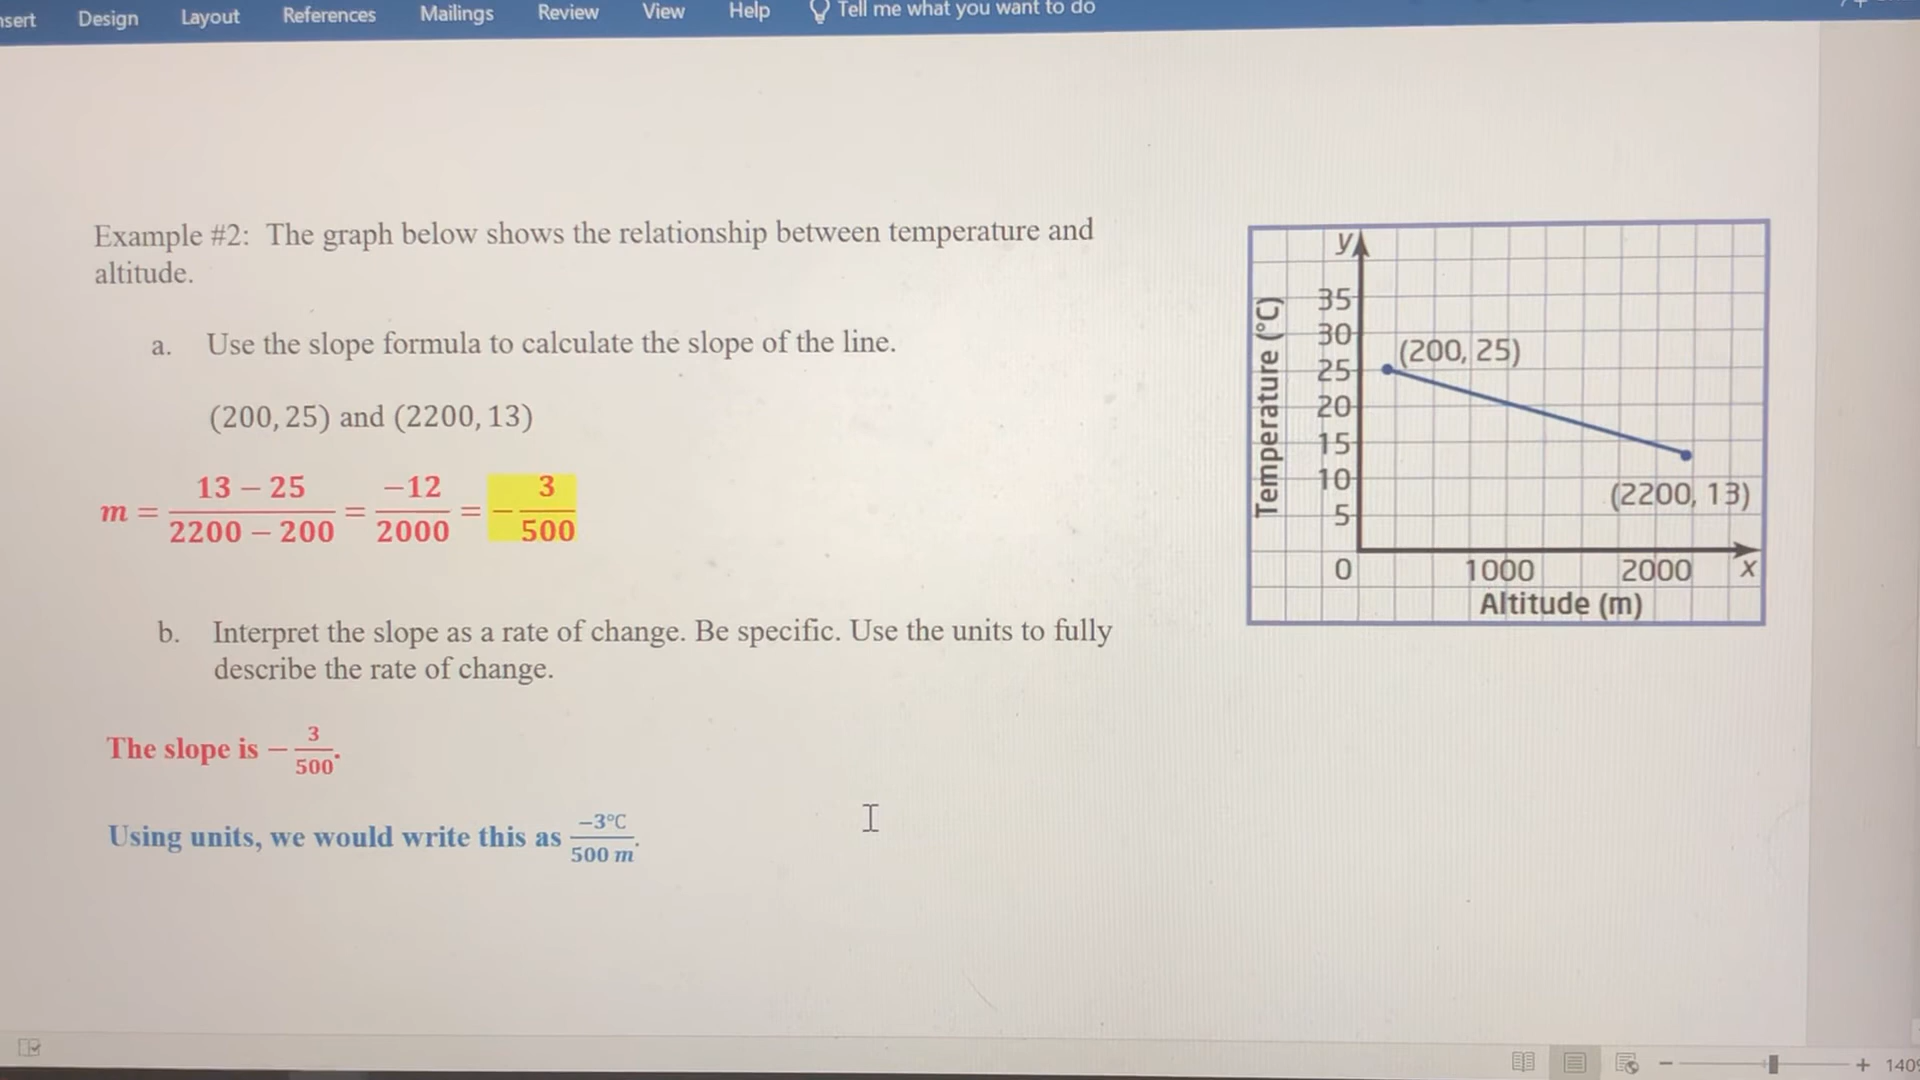 Design Layout References Mailings Review View Help Tell me what you want to do
Example #2: The graph below shows the relationship between temperature and
altitude.
a. Use the slope formula to calculate the slope of the line.
(200, 25) and (2200, 13)
m = 13 − 25 / 2200 − 200 = −12 / 2000 = − 3 / 500
b. Interpret the slope as a rate of change. Be specific. Use the units to fully
describe the rate of change.
The slope is − 3 / 500.
Using units, we would write this as −3°C / 500 m.
y
35
30
25
20
15
10
5
0
Temperature (°C)
(200, 25)
(2200, 13)
1000 2000 x
Altitude (m)